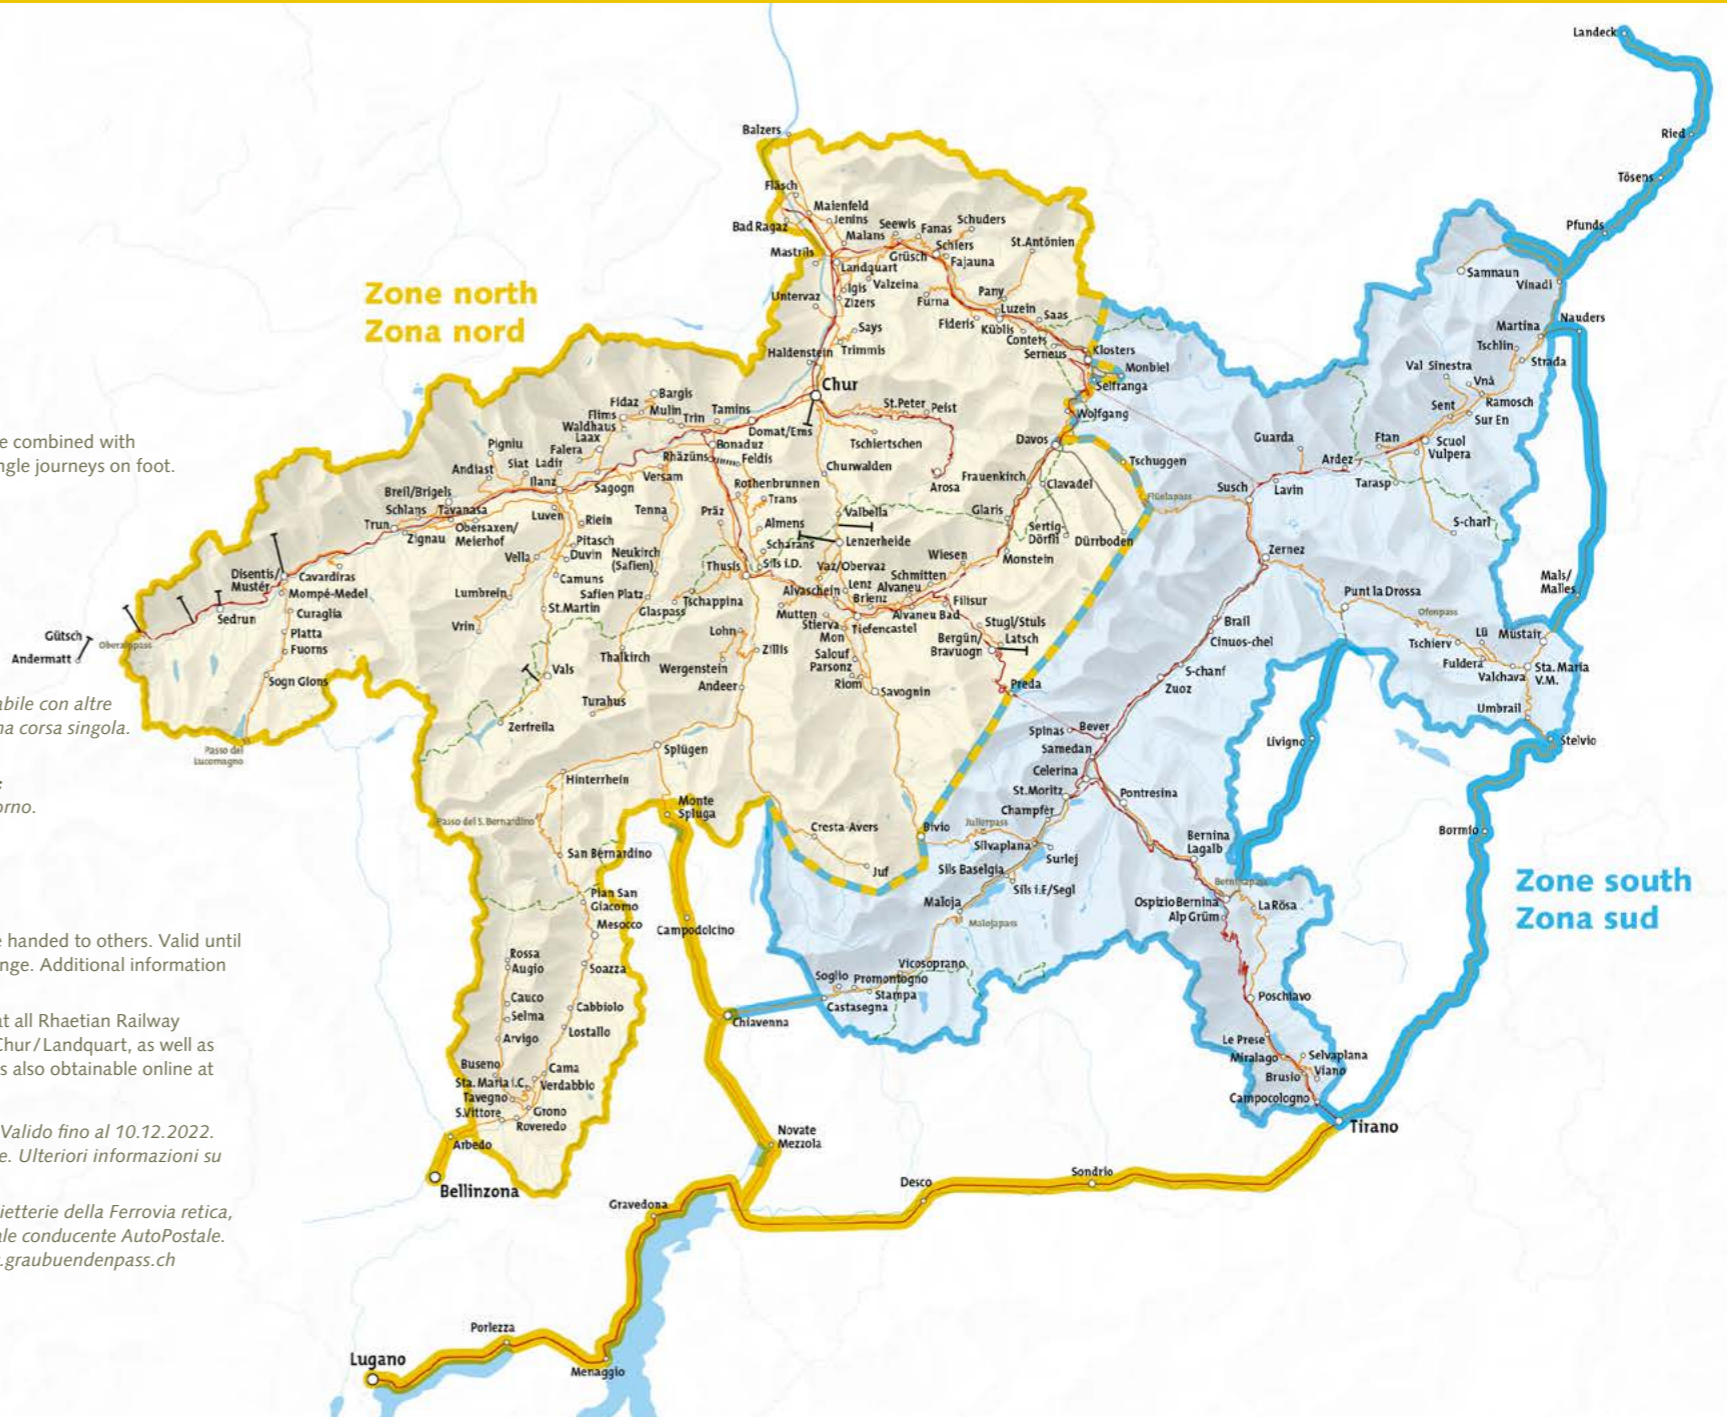 Landeck
Ried
Tösens
Pfunds
Samnaun
Vinadi
Nauders
Martina
Tschlin
Strada
Val Sinestra
Vnà
Ramosch
Sent
Sur En
Guarda
Ftan
Scuol
Vulpera
Ardez
Tarasp
Susch
Lavin
S-charl
Zernez
Punt la Drossa
Ofenpass
Mals/
Malles
Tschierv
Lü
Müstair
Fuldera
Valchava
Sta. Maria
V.M.
Umbrail
Stelvio
Brail
Cinuos-chel
S-chanf
Zuoz
Livigno
Bormio
Zone north
Zona nord
Balzers
Fläsch
Maienfeld
Jenins
Bad Ragaz
Malans
Seewis
Fanas
Schuders
Mastrils
Landquart
Grüsch
Schiers
Fajauna
St.Antönien
Igis
Valzeina
Untervaz
Zizers
Furna
Pany
Luzein
Saas
Fideris
Küblis
Conters
Serneus
Says
Trimmis
Haldenstein
Klosters
Monbiel
Selfranga
Wolfgang
Chur
St.Peter
Peist
Tschiertschen
Davos
Tschuggen
Flüelapass
Bargis
Fidaz
Flims
Mulin
Trin
Tamins
Waldhaus
Laax
Domat/Ems
Falera
Bonaduz
Pigniu
Siat
Ladir
Rhäzüns
Feldis
Churwalden
Andiast
Ilanz
Sagogn
Versam
Rothenbrunnen
Trans
Arosa
Frauenkirch
Clavadel
Breil/Brigels
Schlans
Tavanasa
Luven
Riein
Tenna
Präz
Almens
Valbella
Glaris
Sertig-
Dörfli
Dürrboden
Trun
Zignau
Obersaxen/
Meierhof
Pitasch
Duvin
Neukirch
(Safien)
Scharans
Lenzerheide
Wiesen
Monstein
Vella
Thusis
Sils i.D.
Vaz/Obervaz
Schmitten
Disentis/
Mustér
Cavardiras
Mompé-Medel
Camuns
Safien Platz
Tschappina
Alvaschein
Lenz
Alvaneu
Brienz
Lumbrein
Glaspass
Mutten
Stierva
Alvaneu Bad
Filisur
Sedrun
Curaglia
St.Martin
Tiefencastel
Stugl/Stuls
Gütsch
Andermatt
Oberalppass
Platta
Fuorns
Vrin
Lohn
Mon
Bergün/
Bravuogn
Latsch
Thalkirch
Zillis
Salouf
Parsonz
Wergenstein
Riom
Sogn Gions
Vals
Andeer
Savognin
Preda
Turahus
Zerfreila
Passo del
Lucomagno
Splügen
Spinas
Bever
Samedan
Celerina
Hinterrhein
St.Moritz
Pontresina
Champfèr
Monte
Spluga
Passo del S. Bernardino
Cresta-Avers
Bivio
Julierpass
Silvaplana
Surlej
Bernina
Lagalb
San Bernardino
Juf
Sils Baselgia
Sils i.E/Segl
Berninapass
Pian San
Giacomo
Maloja
Malojapass
Ospizio Bernina
Alp Grüm
La Rösa
Mesocco
Campodolcino
Rossa
Augio
Soazza
Vicosoprano
Soglio
Promontogno
Stampa
Castasegna
Poschiavo
Cauco
Selma
Cabbiolo
Chiavenna
Arvigo
Lostallo
Le Prese
Miralago
Selvaplana
Viano
Brusio
Buseno
Cama
Sta. Maria i.C.
Verdabbio
Campocologno
Tavegno
S.Vittore
Grono
Roveredo
Tirano
Arbedo
Novate
Mezzola
Bellinzona
Sondrio
Desco
Gravedona
Porlezza
Lugano
Menaggio
Zone south
Zona sud
e combined with
ngle journeys on foot.
abile con altre
na corsa singola.
:
orno.
e handed to others. Valid until
nge. Additional information
at all Rhaetian Railway
Chur/Landquart, as well as
s also obtainable online at
Valido fino al 10.12.2022.
e. Ulteriori informazioni su
lietterie della Ferrovia retica,
ale conducente AutoPostale.
.graubuendenpass.ch